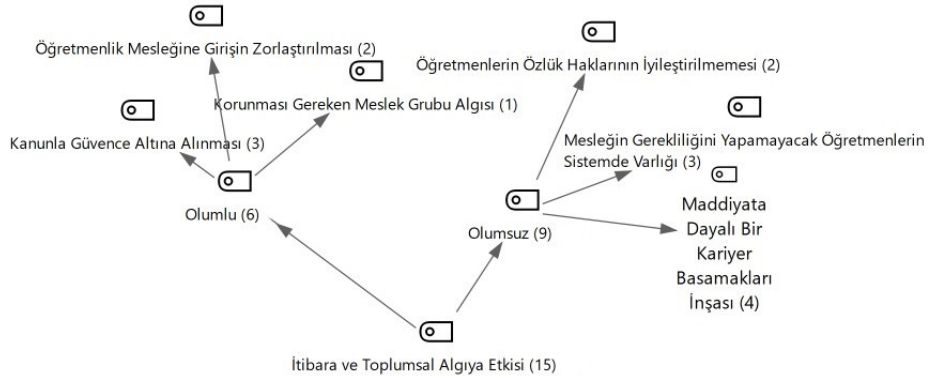 Öğretmenlik Mesleğine Girişin Zorlaştırılması (2)
Öğretmenlerin Özlük Haklarının İyileştirilmemesi (2)
Korunması Gereken Meslek Grubu Algısı (1)
Kanunla Güvence Altına Alınması (3)
Mesleğin Gerekliliğini Yapamayacak Öğretmenlerin
Sistemde Varlığı (3)
Olumlu (6)
Olumsuz (9)
Maddiyata
Dayalı Bir
Kariyer
Basamakları
İnşası (4)
İtibara ve Toplumsal Algıya Etkisi (15)